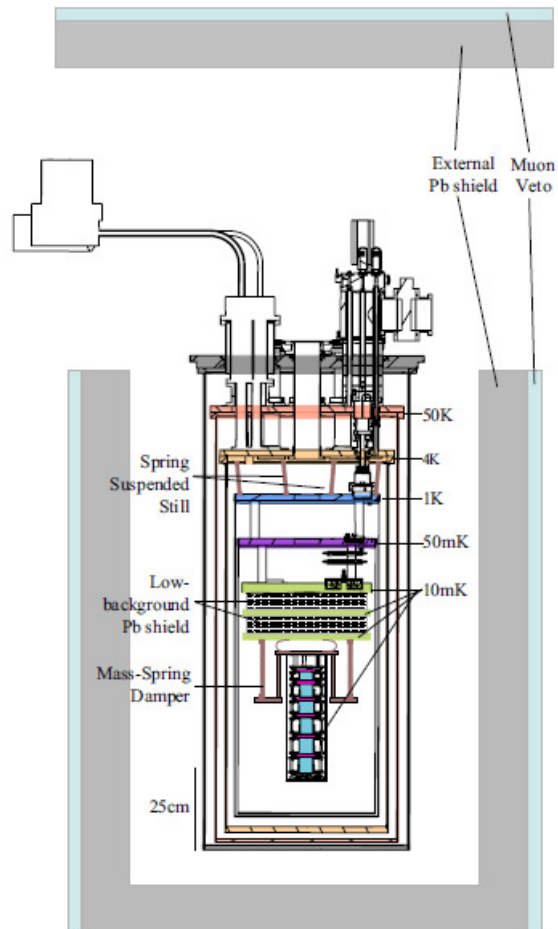 External
Pb shield
Muon
Veto
50K
4K
Spring
Suspended
Still
1K
50mK
Low-
background
Pb shield
10mK
Mass-Spring
Damper
25cm